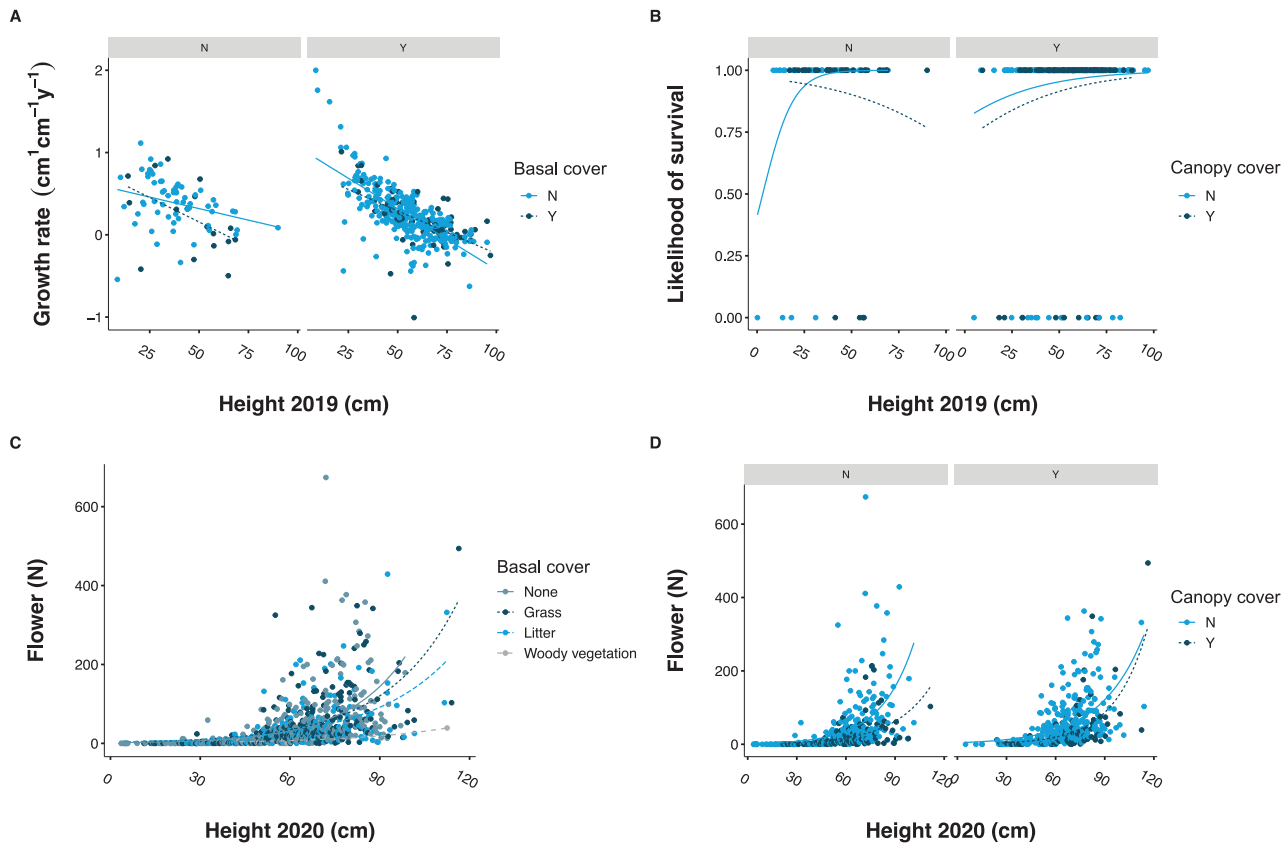 A
N Y
Growth rate (cm¹cm⁻¹y⁻¹)
2
1
0
−1
25 50 75 100 25 50 75 100
Height 2019 (cm)
Basal cover
N
Y
B
N Y
Likelihood of survival
1.00
0.75
0.50
0.25
0.00
0 25 50 75 100 0 25 50 75 100
Height 2019 (cm)
Canopy cover
N
Y
C
Flower (N)
600
400
200
0
0 30 60 90 120
Height 2020 (cm)
Basal cover
None
Grass
Litter
Woody vegetation
D
N Y
Flower (N)
600
400
200
0
0 30 60 90 120 0 30 60 90 120
Height 2020 (cm)
Canopy cover
N
Y